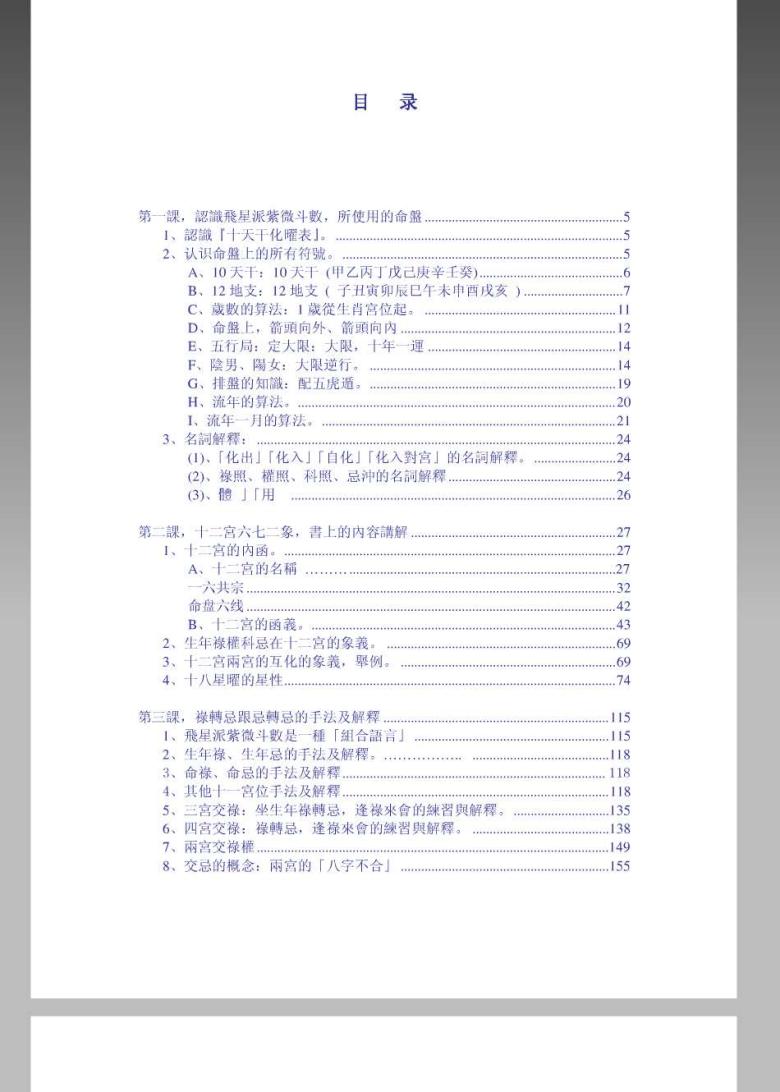 目 录
第一課，認識飛星派紫微斗數，所使用的命盤.....5
1、認識『十天干化曜表』。.....5
2、认识命盤上的所有符號。.....5
A、10 天干：10 天干 (甲乙丙丁戊己庚辛壬癸).....6
B、12 地支：12 地支 ( 子丑寅卯辰巳午未申酉戌亥 ).....7
C、歲數的算法：1 歲從生肖宮位起。.....11
D、命盤上，箭頭向外、箭頭向內.....12
E、五行局：定大限：大限，十年一運.....14
F、陰男、陽女：大限逆行。.....14
G、排盤的知識：配五虎遁。.....19
H、流年的算法。.....20
I、流年一月的算法。.....21
3、名詞解釋：.....24
(1)、「化出」「化入」「自化」「化入對宮」的名詞解釋。.....24
(2)、祿照、權照、科照、忌沖的名詞解釋.....24
(3)、體 」「用 .....26
第二課，十二宮六七二象，書上的內容講解.....27
1、十二宮的內函。.....27
A、十二宮的名稱 .....27
一六共宗.....32
命盘六线.....42
B、十二宮的函義。.....43
2、生年祿權科忌在十二宮的象義。.....69
3、十二宮兩宮的互化的象義，舉例。.....69
4、十八星曜的星性.....74
第三課，祿轉忌跟忌轉忌的手法及解釋.....115
1、飛星派紫微斗數是一種「組合語言」.....115
2、生年祿、生年忌的手法及解釋。.....118
3、命祿、命忌的手法及解釋.....118
4、其他十一宮位手法及解釋.....118
5、三宮交祿：坐生年祿轉忌，逢祿來會的練習與解釋。.....135
6、四宮交祿：祿轉忌，逢祿來會的練習與解釋。.....138
7、兩宮交祿權.....149
8、交忌的概念：兩宮的「八字不合」.....155